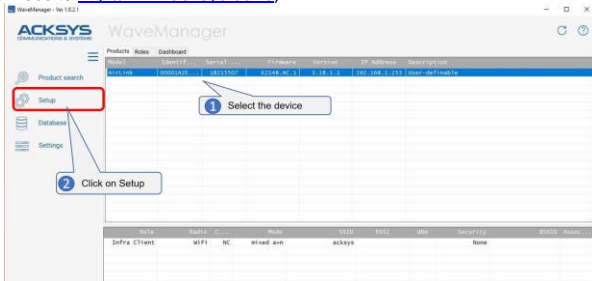 WaveManager - Ver 1.8.2.1
ACKSYS
COMMUNICATIONS & SYSTEMS
WaveManager
Products Roles Dashboard
Model Identif... Serial ... Firmware Version IP Address Description
AirLink 00001A2E... 18215507 E2148.AC.1 3.18.1.1 192.168.1.253 User-definable
Product search
Setup
Database
Settings
1 Select the device
2 Click on Setup
Role Radio C... Mode SSID RSSI dBm Security BSSID Assoc...
Infra Client WiFi NC mixed a+n acksys None